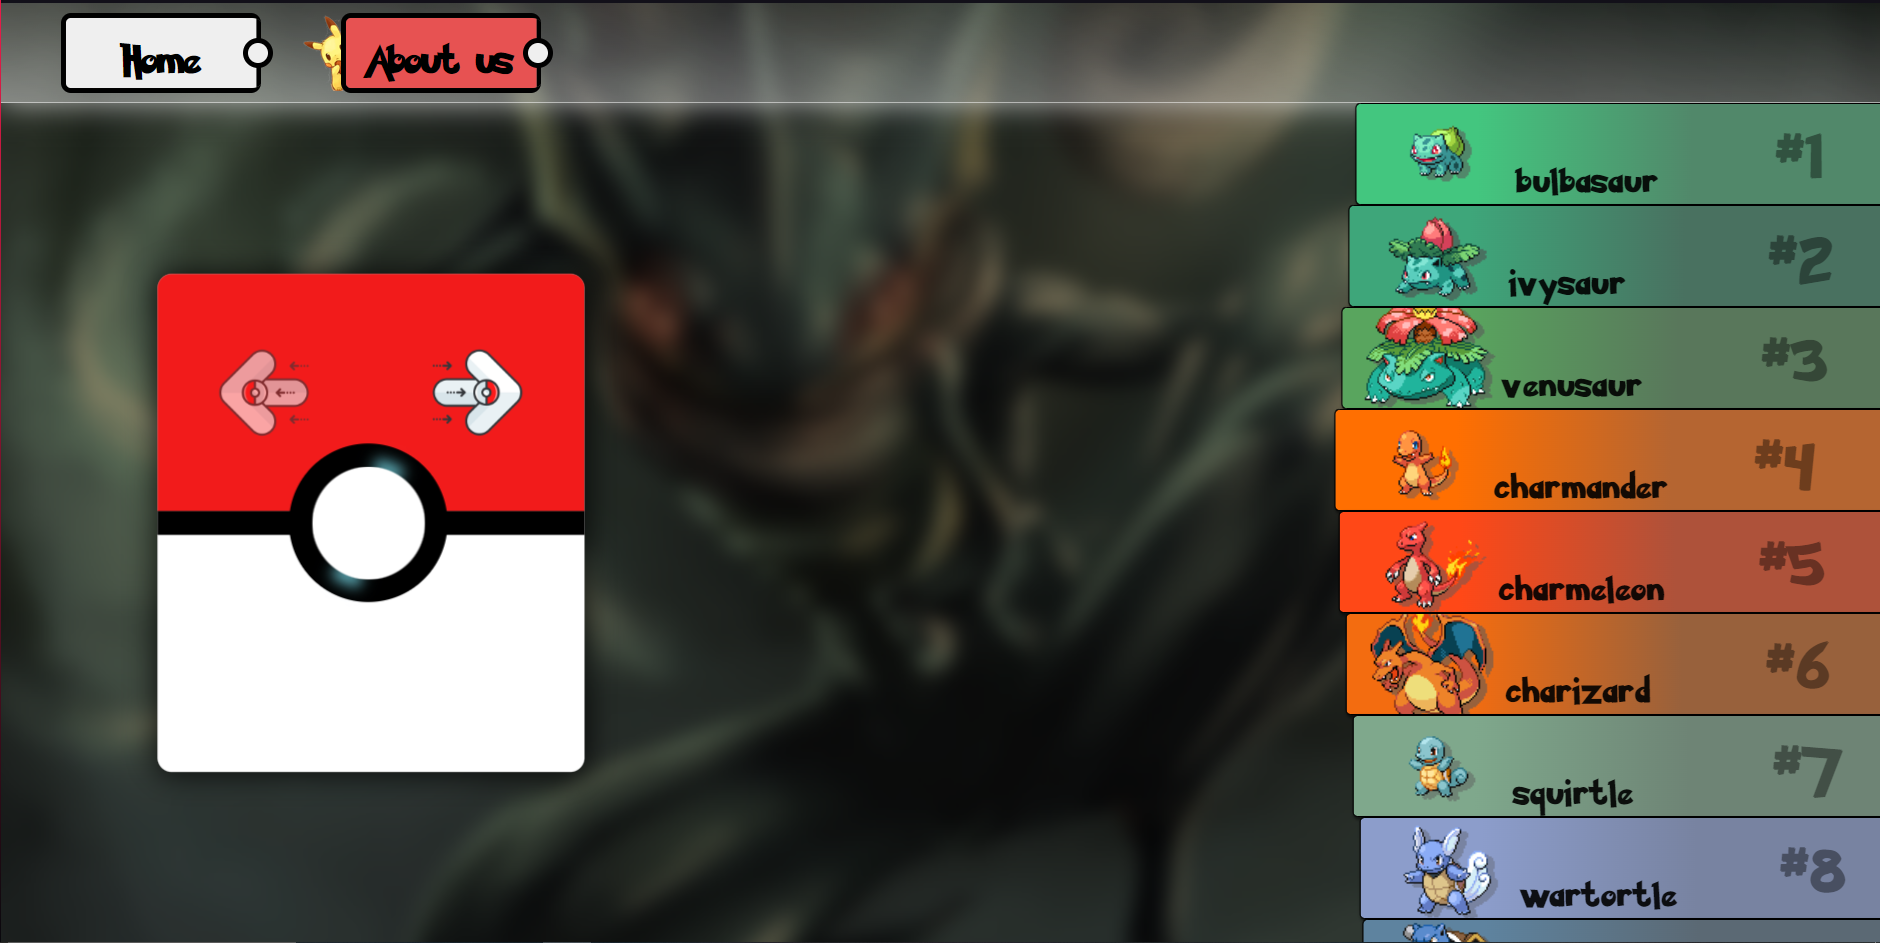 Home
About us
#1
bulbasaur
#2
ivysaur
#3
venusaur
#4
charmander
#5
charmeleon
#6
charizard
#7
squirtle
#8
wartortle